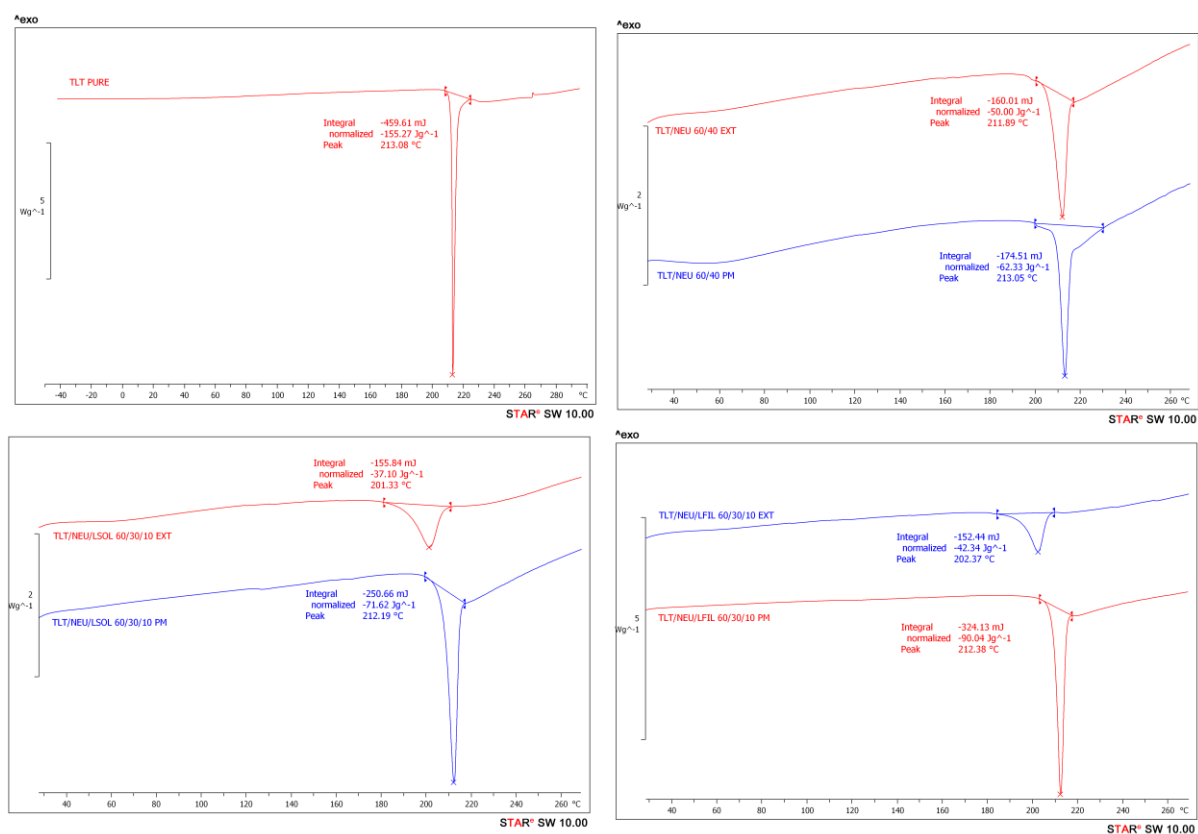 ^exo
TLT PURE
Integral -459.61 mJ
normalized -155.27 Jg^-1
Peak 213.08 °C
5
Wg^-1
-40 -20 0 20 40 60 80 100 120 140 160 180 200 220 240 260 280 °C
STARe SW 10.00
^exo
Integral -160.01 mJ
normalized -50.00 Jg^-1
Peak 211.89 °C
TLT/NEU 60/40 EXT
2
Wg^-1
Integral -174.51 mJ
normalized -62.33 Jg^-1
Peak 213.05 °C
TLT/NEU 60/40 PM
40 60 80 100 120 140 160 180 200 220 240 260 °C
STARe SW 10.00
Integral -155.84 mJ
normalized -37.10 Jg^-1
Peak 201.33 °C
TLT/NEU/LSOL 60/30/10 EXT
2
Wg^-1
Integral -250.66 mJ
normalized -71.62 Jg^-1
Peak 212.19 °C
TLT/NEU/LSOL 60/30/10 PM
40 60 80 100 120 140 160 180 200 220 240 260 °C
STARe SW 10.00
^exo
TLT/NEU/LFIL 60/30/10 EXT
Integral -152.44 mJ
normalized -42.34 Jg^-1
Peak 202.37 °C
TLT/NEU/LFIL 60/30/10 PM
5
Wg^-1
Integral -324.13 mJ
normalized -90.04 Jg^-1
Peak 212.38 °C
40 60 80 100 120 140 160 180 200 220 240 260 °C
STARe SW 10.00